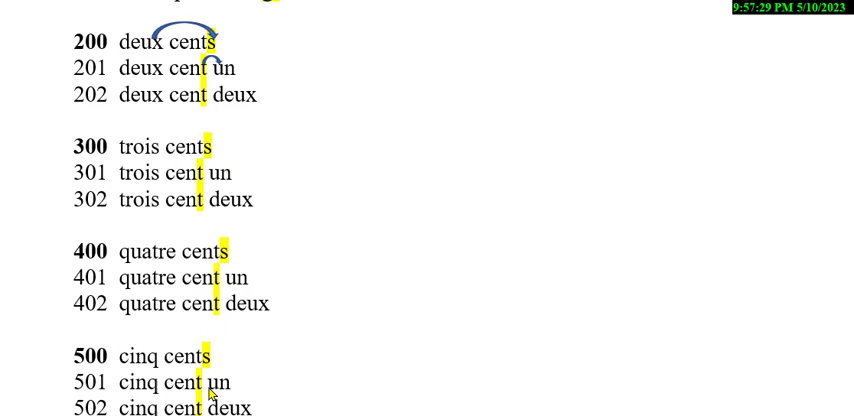 9:57:29 PM 5/10/2023
200 deux cents
201 deux cent un
202 deux cent deux
300 trois cents
301 trois cent un
302 trois cent deux
400 quatre cents
401 quatre cent un
402 quatre cent deux
500 cinq cents
501 cinq cent un
502 cinq cent deux